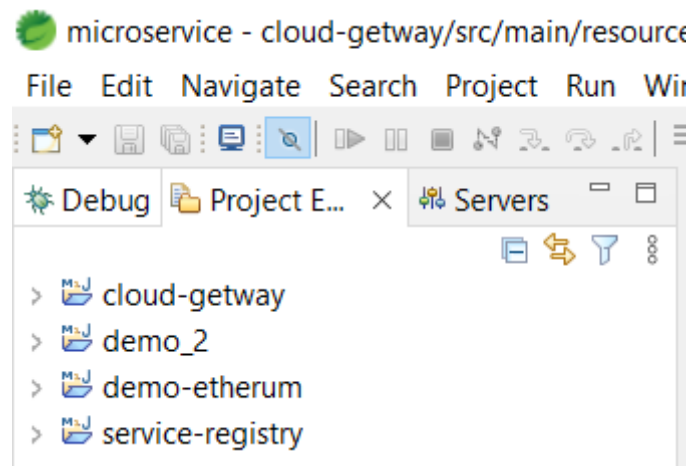 microservice - cloud-getway/src/main/resource
File Edit Navigate Search Project Run
Debug Project E... Servers
cloud-getway
demo_2
demo-etherum
service-registry